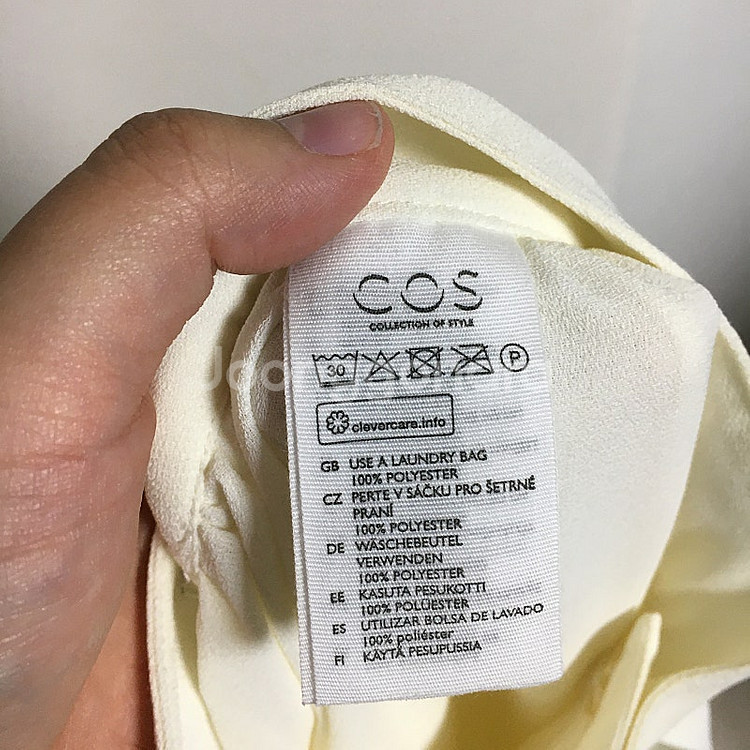 COS
COLLECTION OF STYLE
30 P
clevercare.info
GB USE A LAUNDRY BAG
100% POLYESTER
CZ PERTE V SÁČKU PRO ŠETRNÉ
PRANÍ
100% POLYESTER
DE WÄSCHEBEUTEL
VERWENDEN
100% POLYESTER
EE KASUTA PESUKOTTI
100% POLÜESTER
ES UTILIZAR BOLSA DE LAVADO
100% poliéster
FI KÄYTÄ PESUPUSSIA